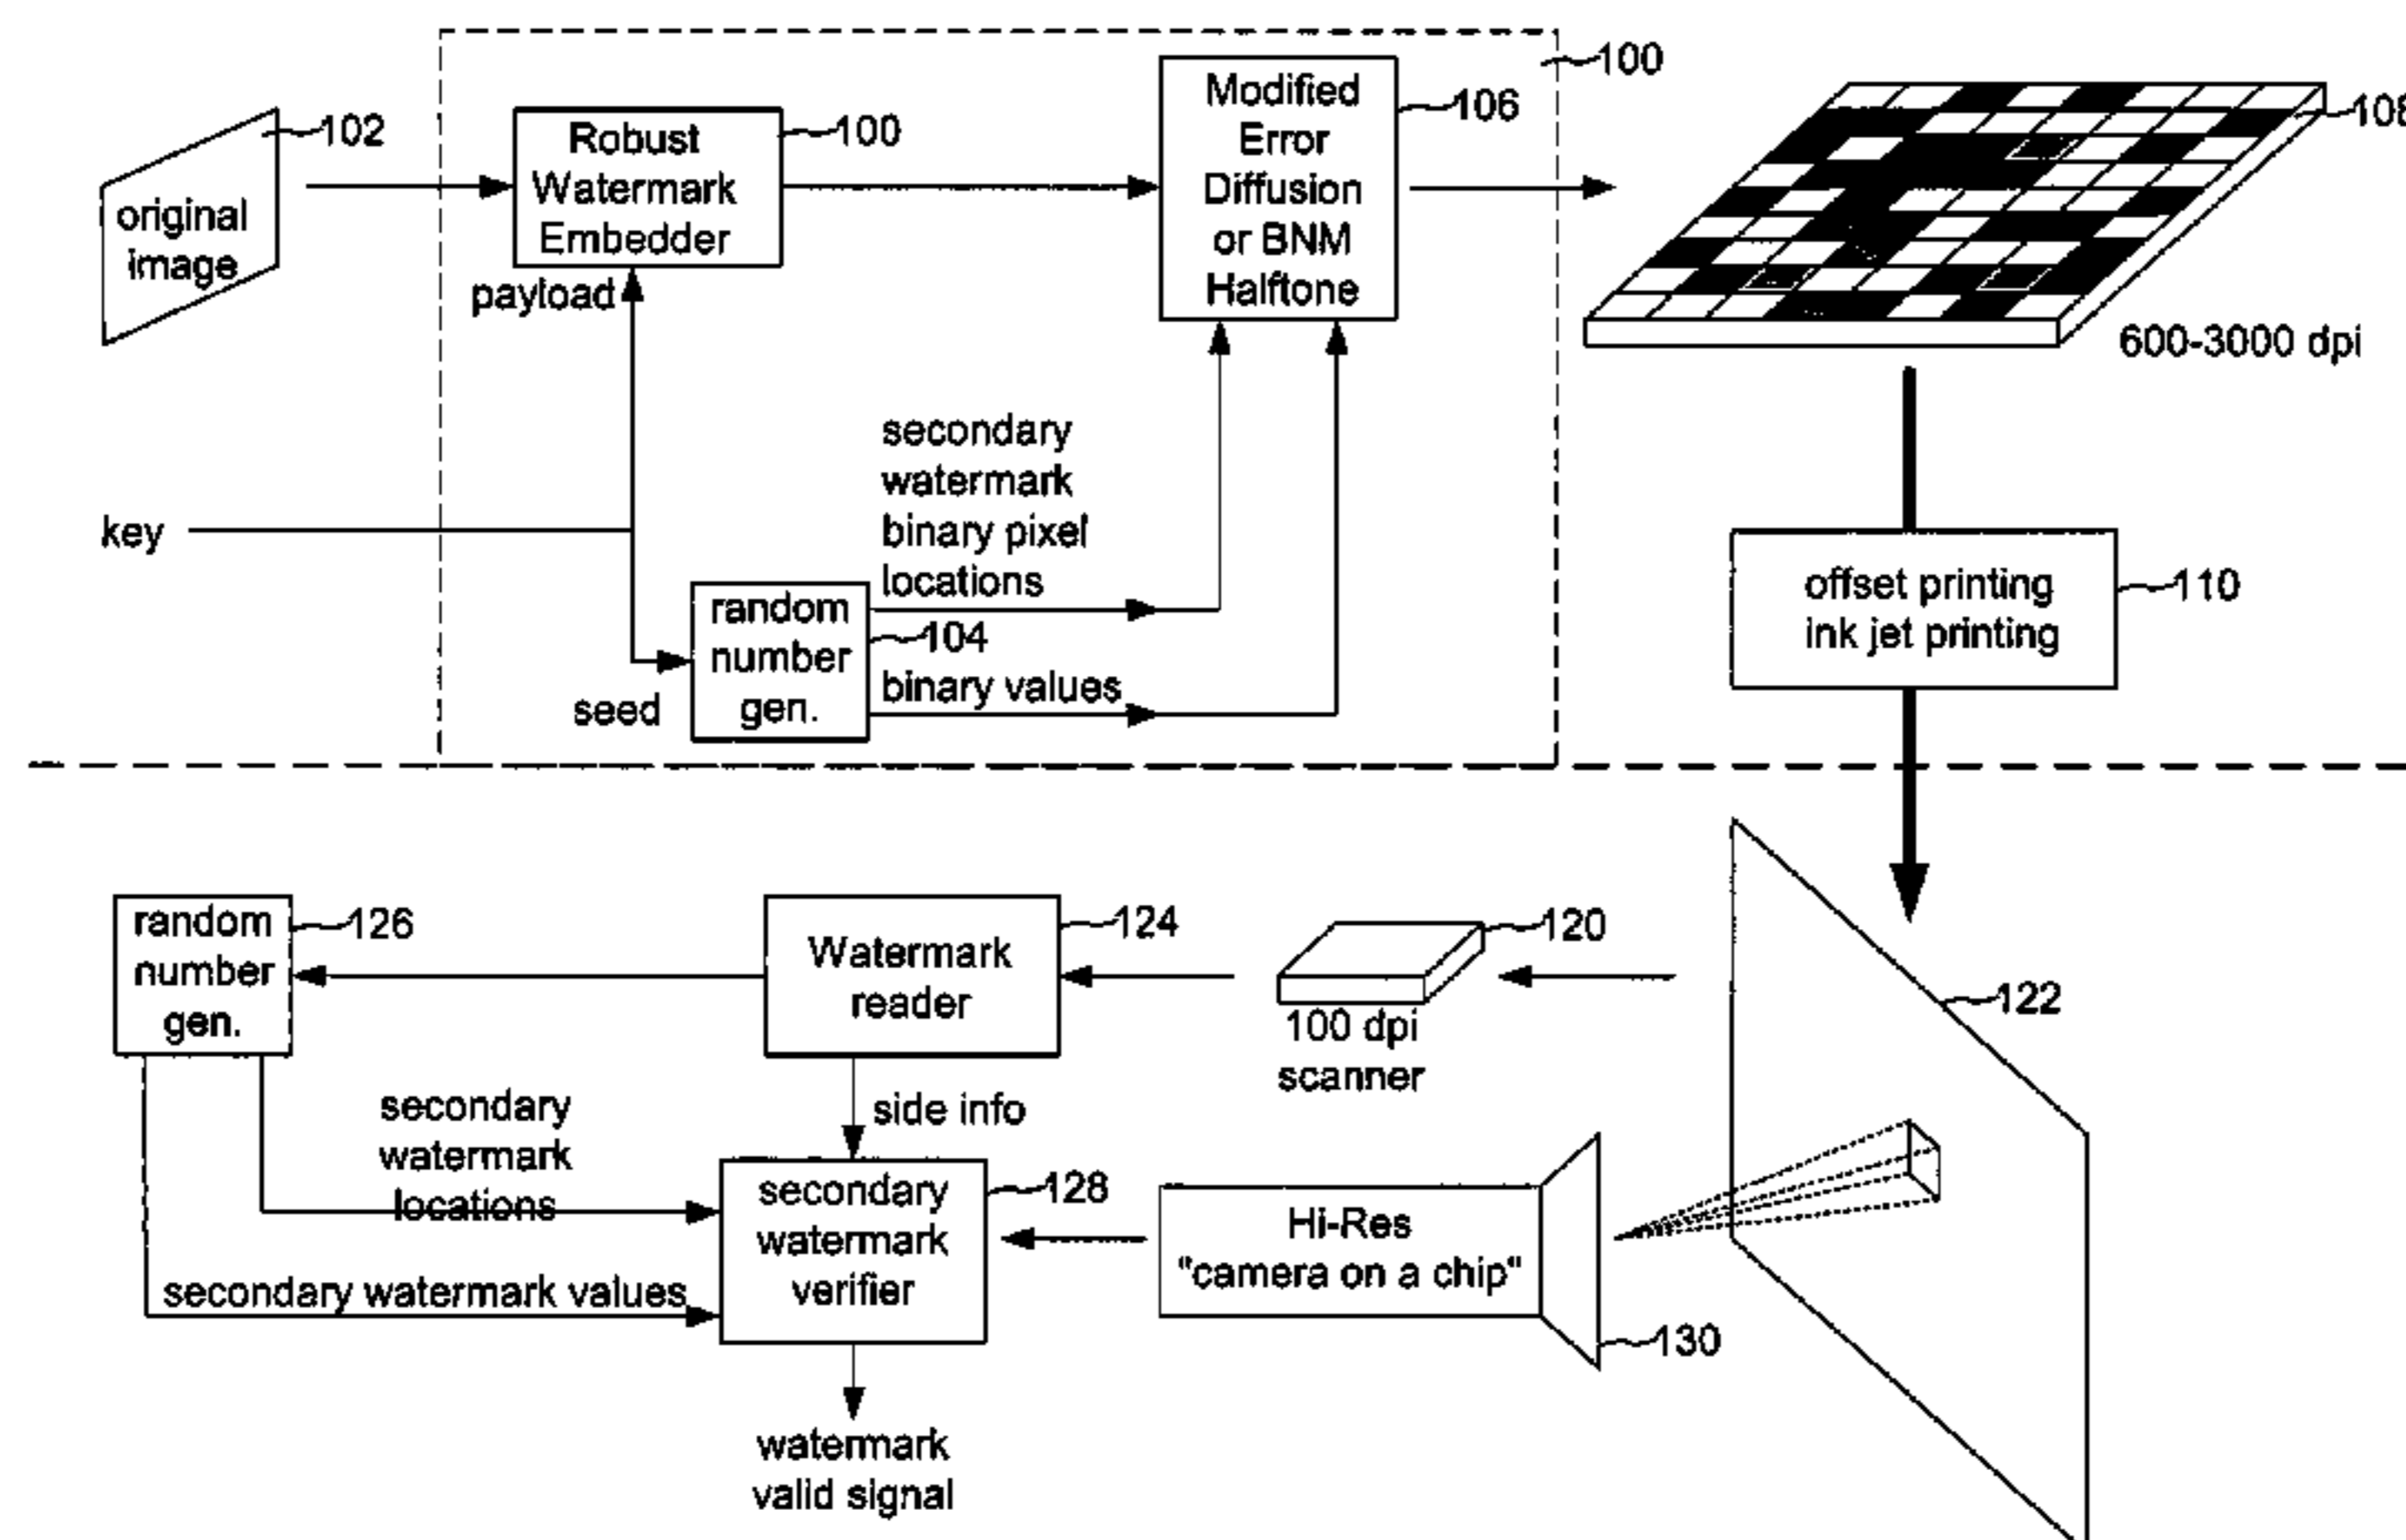 100
102
original
image
Robust
Watermark
Embedder
100
payload
Modified
Error
Diffusion
or BNM
Halftone
106
108
600-3000 dpi
key
seed
random
number
gen.
104
secondary
watermark
binary pixel
locations
binary values
offset printing
ink jet printing
110
random
number
gen.
126
Watermark
reader
124
120
100 dpi
scanner
122
side info
secondary
watermark
locations
secondary watermark values
secondary
watermark
verifier
128
Hi-Res
"camera on a chip"
130
watermark
valid signal